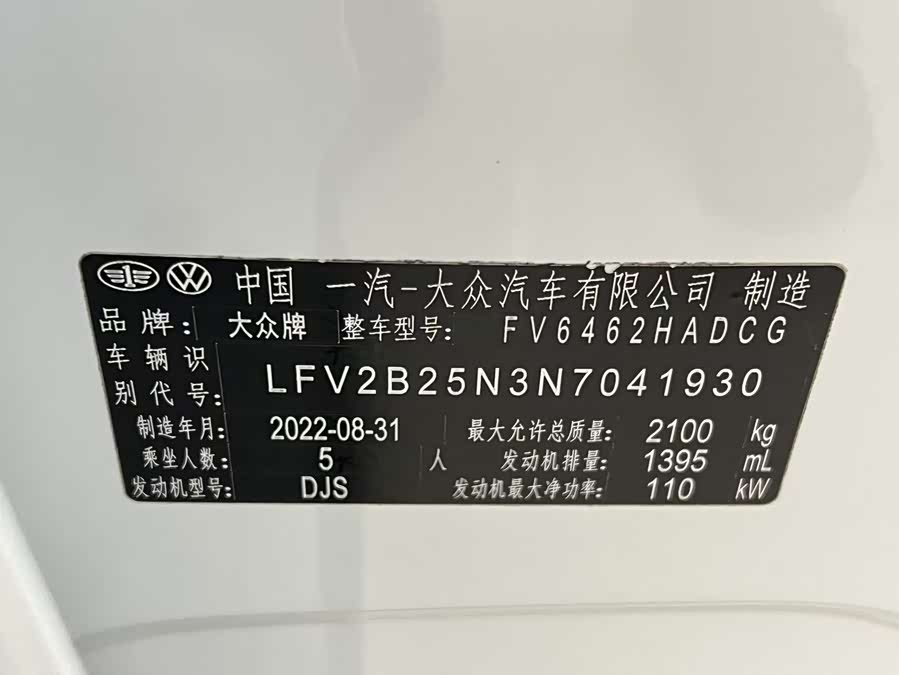 中国 一汽-大众汽车有限公司 制造
品牌: 大众牌 整车型号: FV6462HADCG
车辆识别代号: LFV2B25N3N7041930
制造年月: 2022-08-31 最大允许总质量: 2100 kg
乘坐人数: 5 人 发动机排量: 1395 mL
发动机型号: DJS 发动机最大净功率: 110 kW